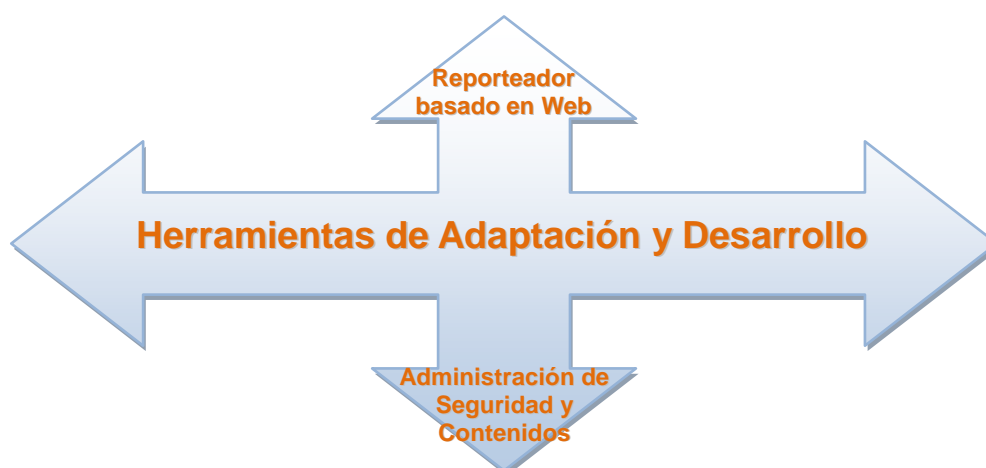 Reporteador
basado en Web
Herramientas de Adaptación y Desarrollo
Administración de
Seguridad y
Contenidos